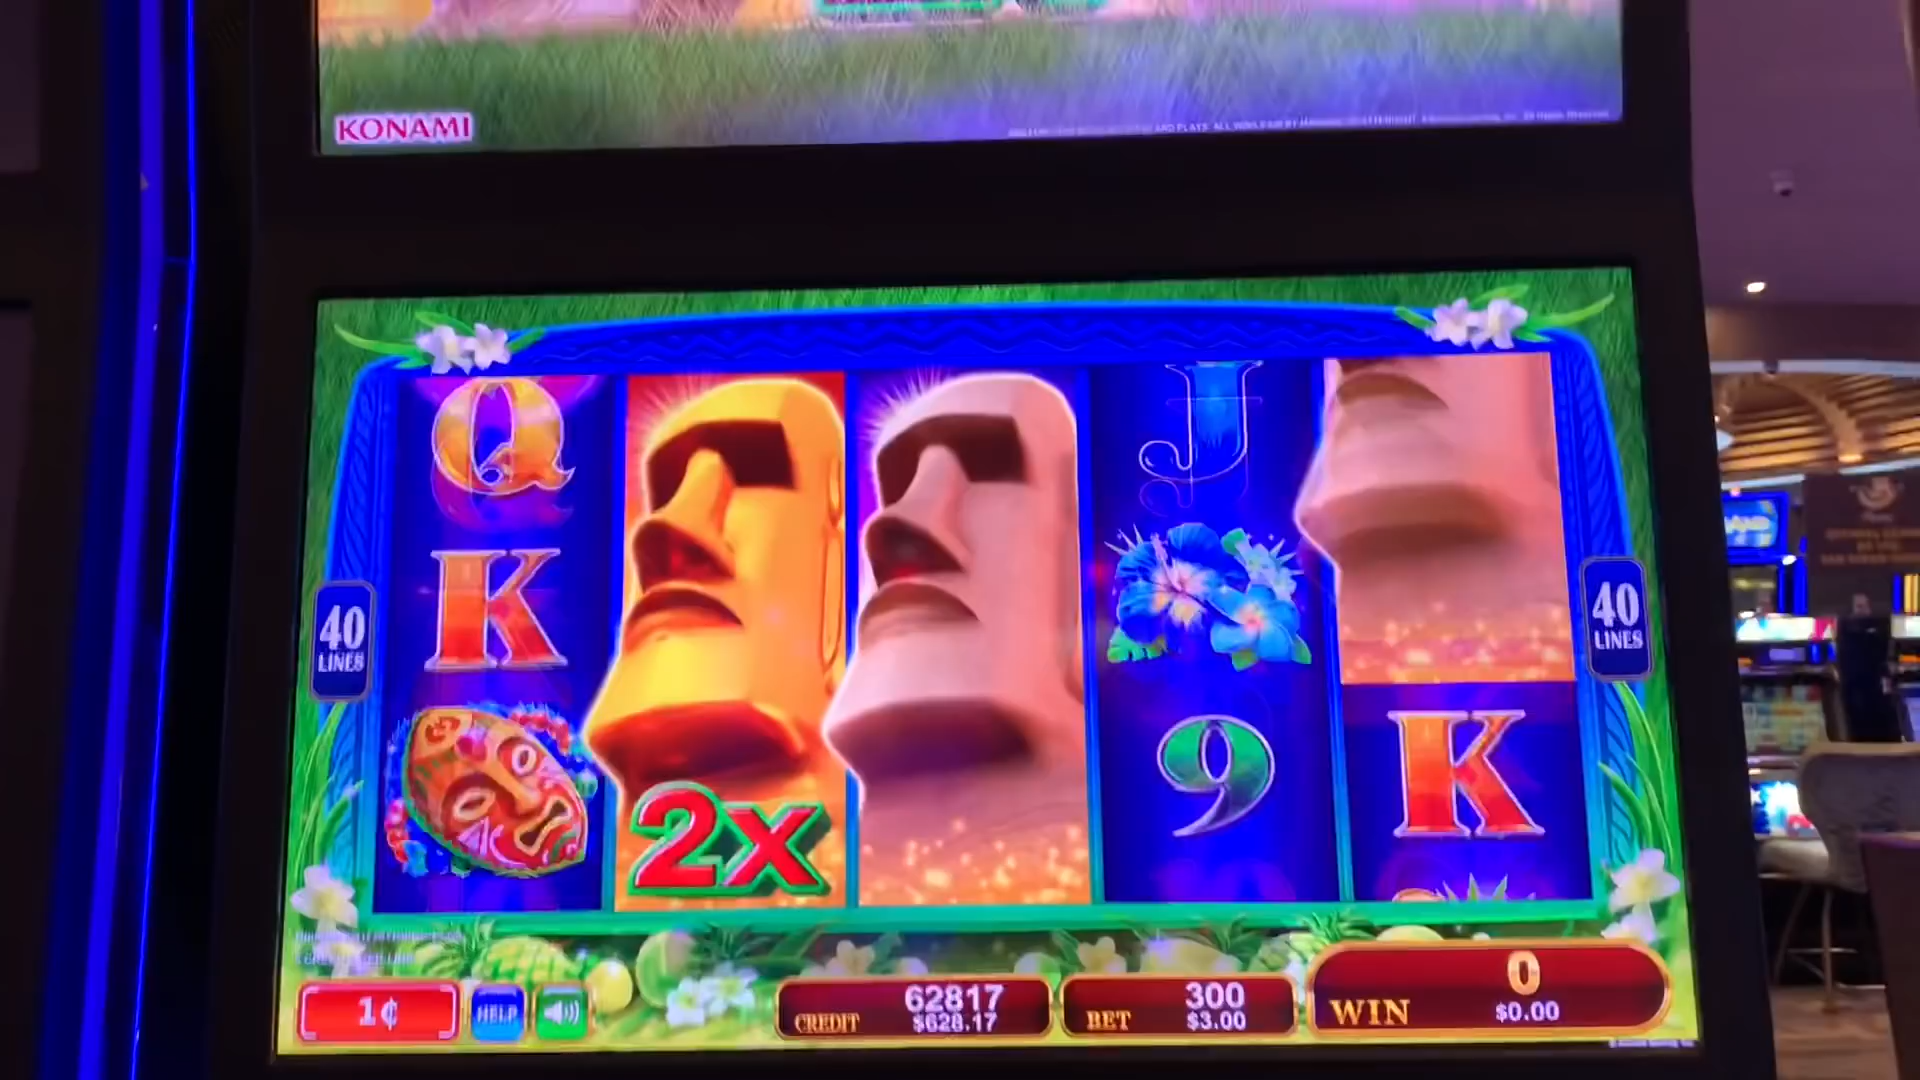 KONAMI
Q
J
K
40
LINES
40
LINES
9
K
2x
1¢
HELP
CREDIT
62817
$628.17
BET
300
$3.00
WIN
0
$0.00